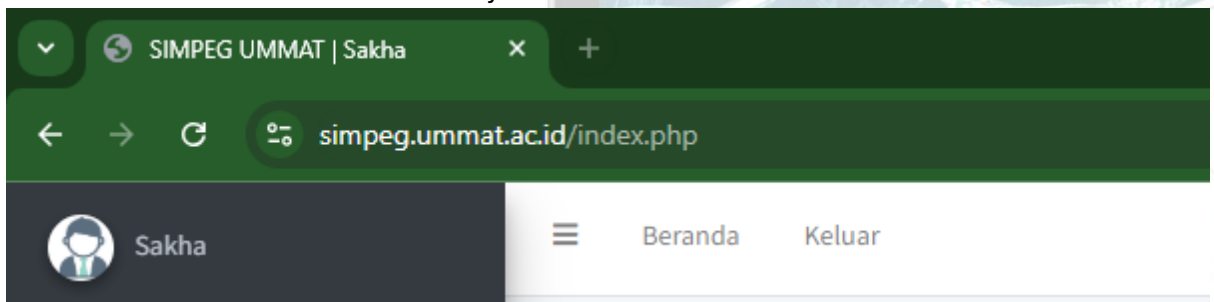 SIMPEG UMMAT | Sakha
simpeg.ummat.ac.id/index.php
Sakha
Beranda Keluar